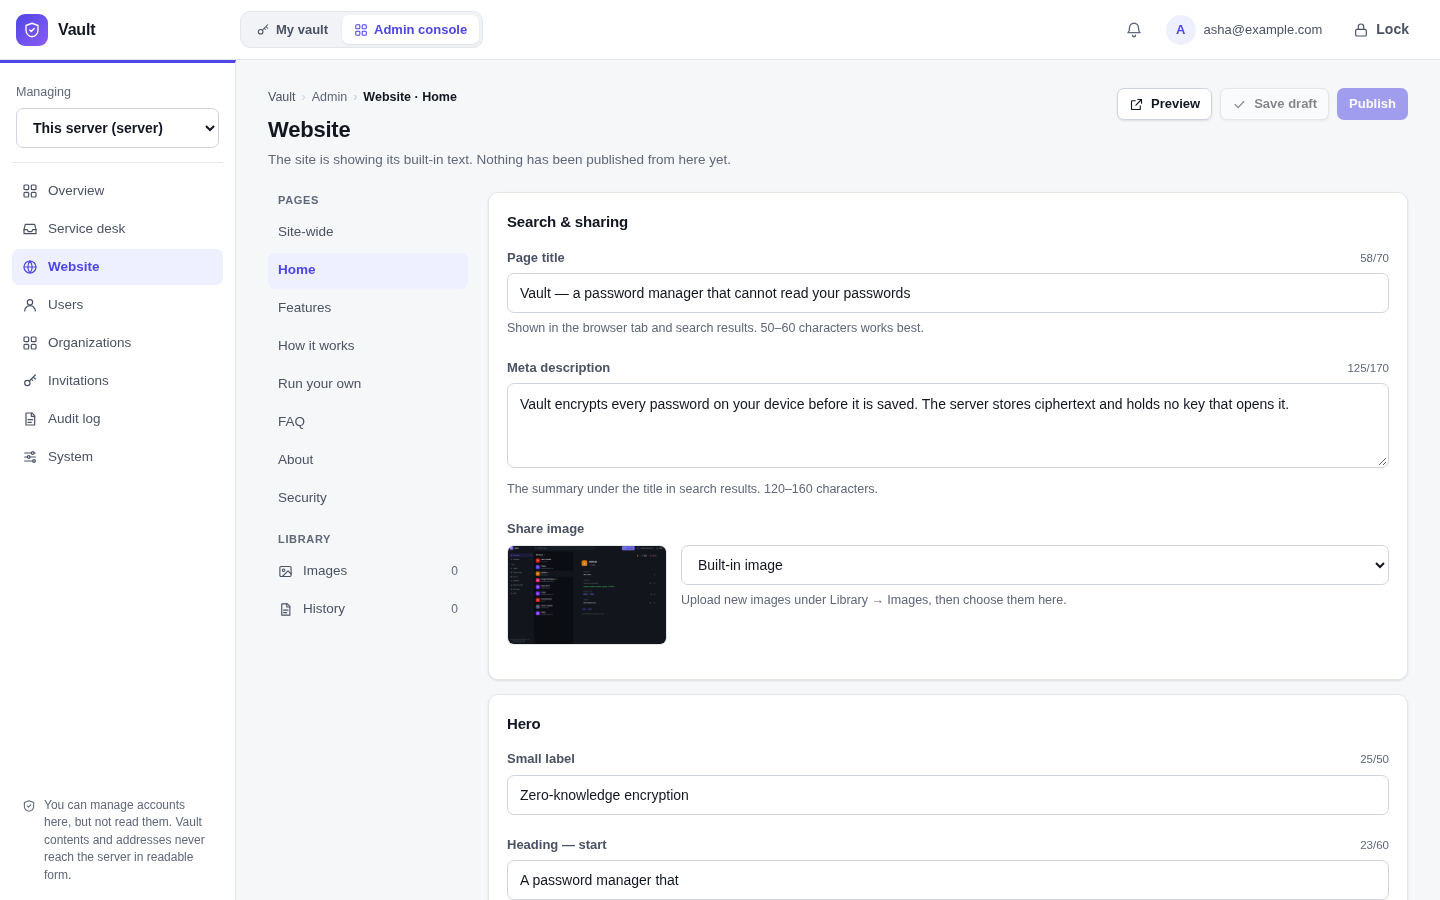 Vault
My vault
Admin console
A
asha@example.com
Lock
Managing
This server (server)
Overview
Service desk
Website
Users
Organizations
Invitations
Audit log
System
You can manage accounts
here, but not read them. Vault
contents and addresses never
reach the server in readable
form.
Vault › Admin › Website · Home
Website
The site is showing its built-in text. Nothing has been published from here yet.
Preview
Save draft
Publish
PAGES
Site-wide
Home
Features
How it works
Run your own
FAQ
About
Security
LIBRARY
Images 0
History 0
Search & sharing
Page title 58/70
Vault — a password manager that cannot read your passwords
Shown in the browser tab and search results. 50–60 characters works best.
Meta description 125/170
Vault encrypts every password on your device before it is saved. The server stores ciphertext and holds no key that opens it.
The summary under the title in search results. 120–160 characters.
Share image
Built-in image
Upload new images under Library → Images, then choose them here.
Hero
Small label 25/50
Zero-knowledge encryption
Heading — start 23/60
A password manager that